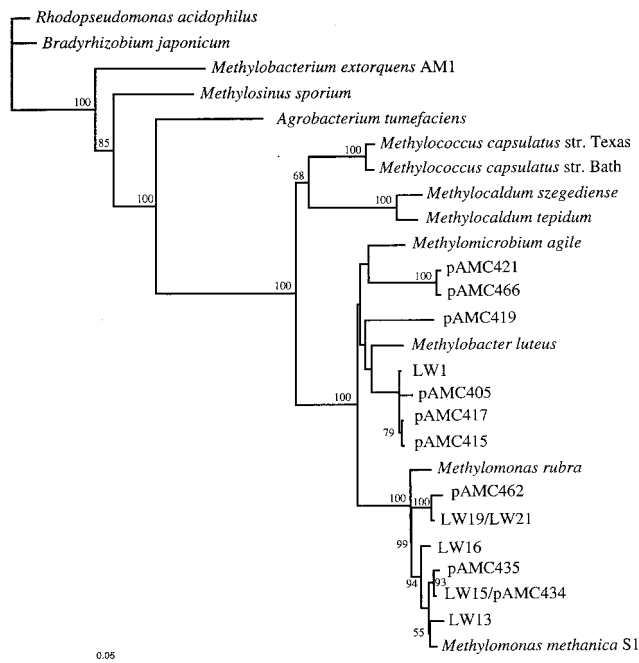 Rhodopseudomonas acidophilus
Bradyrhizobium japonicum
Methylobacterium extorquens AM1
100
Methylosinus sporium
85
Agrobacterium tumefaciens
Methylococcus capsulatus str. Texas
100
Methylococcus capsulatus str. Bath
68
Methylocaldum szegediense
100
100
Methylocaldum tepidum
Methylomicrobium agile
pAMC421
100
100
pAMC466
pAMC419
Methylobacter luteus
LW1
pAMC405
100
pAMC417
79
pAMC415
Methylomonas rubra
pAMC462
100
100
LW19/LW21
99
LW16
pAMC435
94
93
LW15/pAMC434
LW13
55
Methylomonas methanica S1
0.05